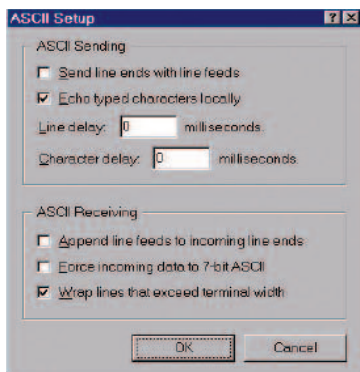 ASCII Setup
ASCII Sending
Send line ends with line feeds
Echo typed characters locally
Line delay: 0 milliseconds.
Character delay: 0 milliseconds.
ASCII Receiving
Append line feeds to incoming line ends
Force incoming data to 7-bit ASCII
Wrap lines that exceed terminal width
OK Cancel